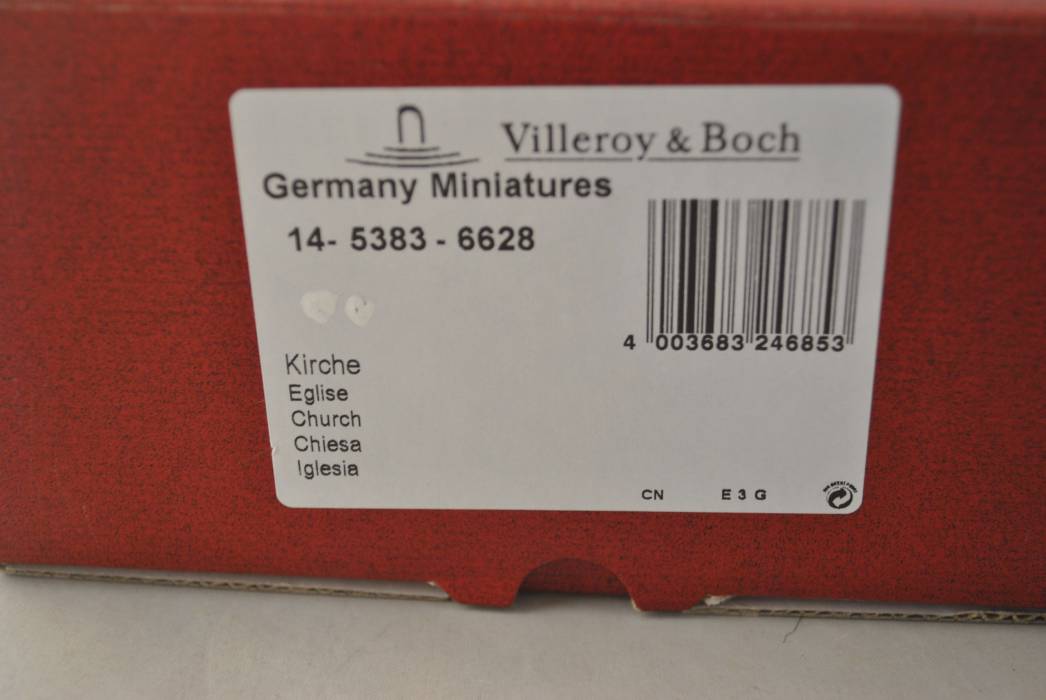 Villeroy & Boch
Germany Miniatures
14- 5383 - 6628
4 003683 246853
Kirche
Eglise
Church
Chiesa
Iglesia
CN E 3 G